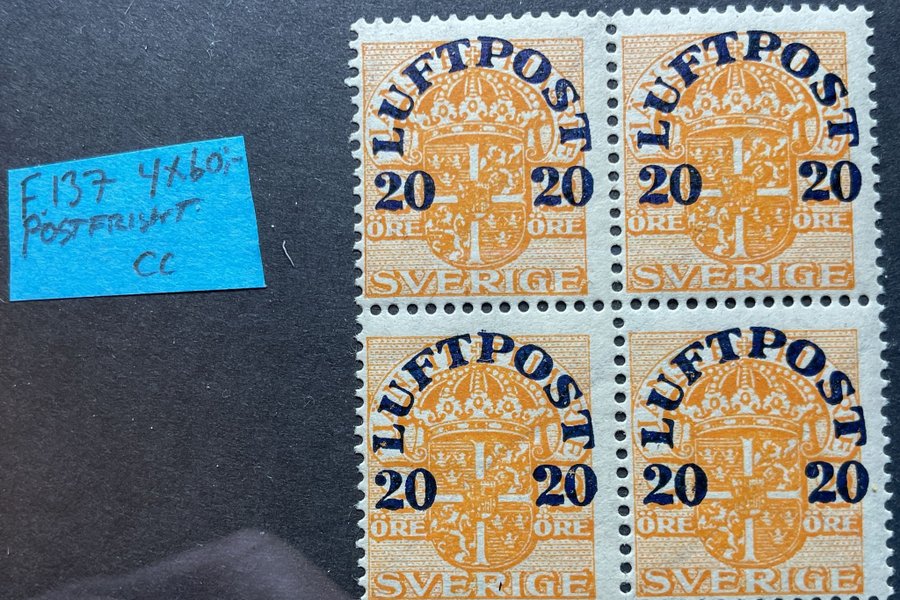 F137 4X60:-
POSTFRISKT.
CC
LUFTPOST
20 20
ÖRE ÖRE
SVERIGE
LUFTPOST
20 20
ÖRE ÖRE
SVERIGE
LUFTPOST
20 20
ÖRE ÖRE
SVERIGE
LUFTPOST
20 20
ÖRE ÖRE
SVERIGE